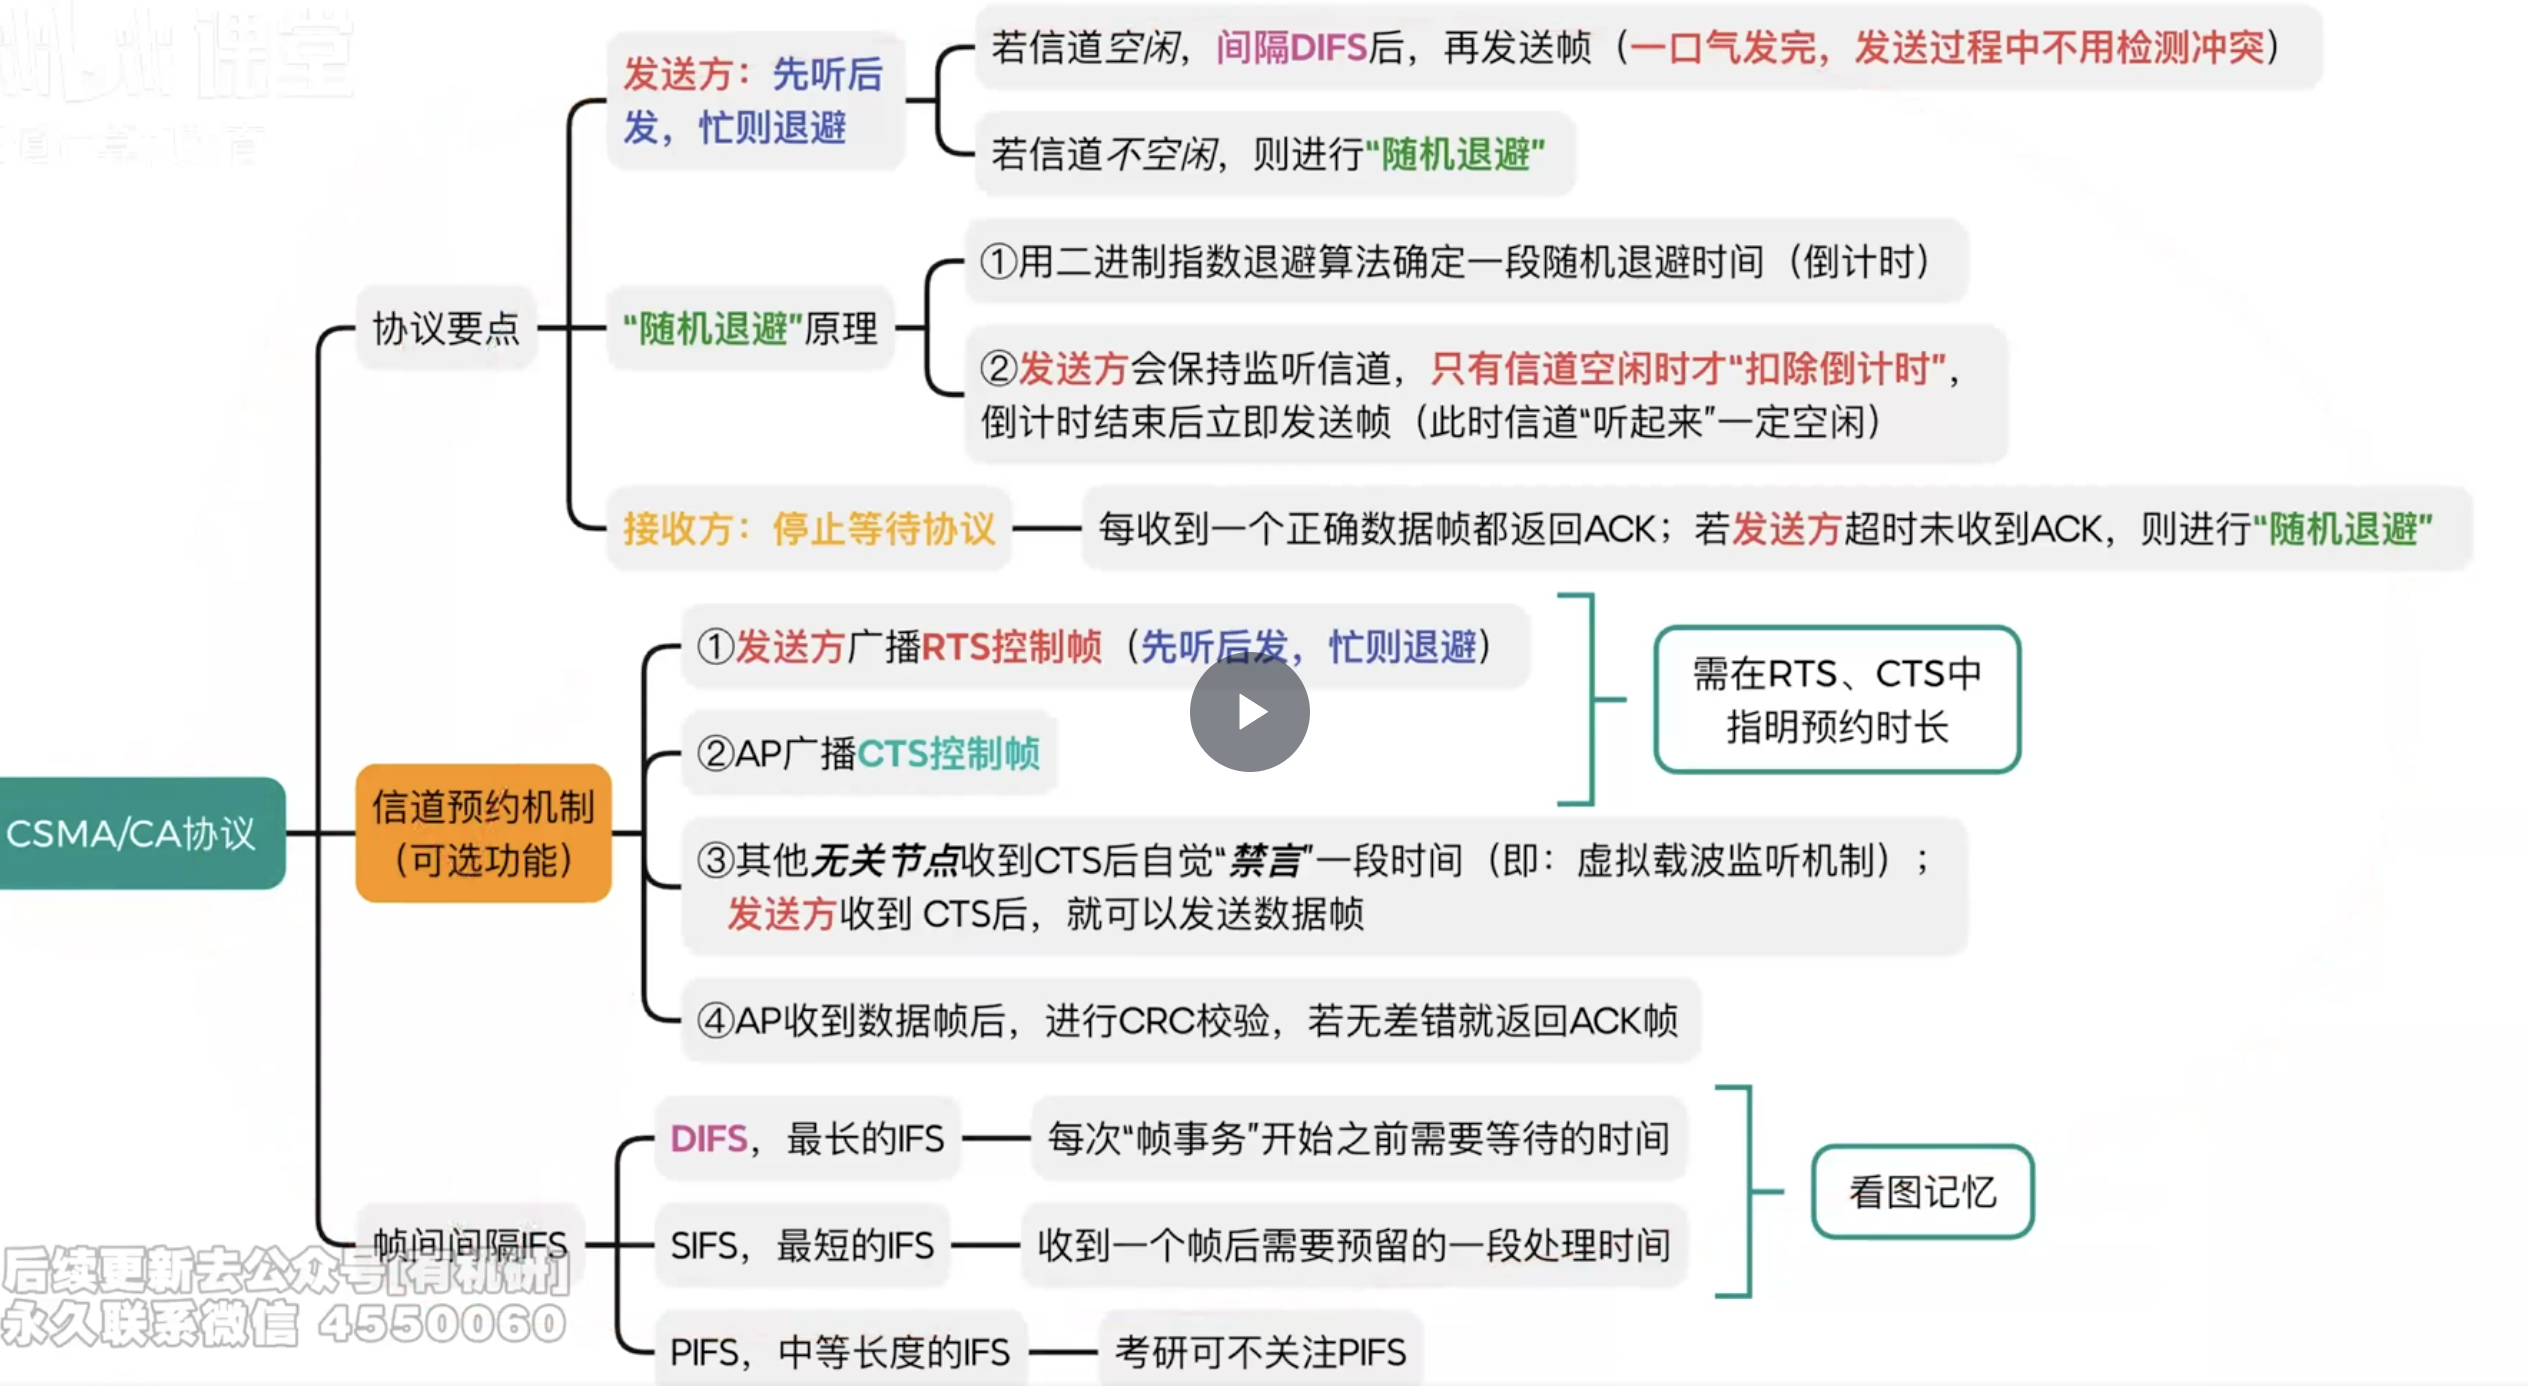 课堂
发送方：先听后
发，忙则退避
若信道空闲，间隔DIFS后，再发送帧（一口气发完，发送过程中不用检测冲突）
若信道不空闲，则进行“随机退避”
协议要点
“随机退避”原理
①用二进制指数退避算法确定一段随机退避时间（倒计时）
②发送方会保持监听信道，只有信道空闲时才“扣除倒计时”，
倒计时结束后立即发送帧（此时信道“听起来”一定空闲）
接收方：停止等待协议
每收到一个正确数据帧都返回ACK；若发送方超时未收到ACK，则进行“随机退避”
CSMA/CA协议
信道预约机制
（可选功能）
①发送方广播RTS控制帧（先听后发，忙则退避）
②AP广播CTS控制帧
需在RTS、CTS中
指明预约时长
③其他无关节点收到CTS后自觉“禁言”一段时间（即：虚拟载波监听机制）；
发送方收到 CTS后，就可以发送数据帧
④AP收到数据帧后，进行CRC校验，若无差错就返回ACK帧
帧间间隔IFS
DIFS，最长的IFS
每次“帧事务”开始之前需要等待的时间
SIFS，最短的IFS
收到一个帧后需要预留的一段处理时间
看图记忆
PIFS，中等长度的IFS
考研可不关注PIFS
后续更新去公众号[有机研]
永久联系微信 4550060